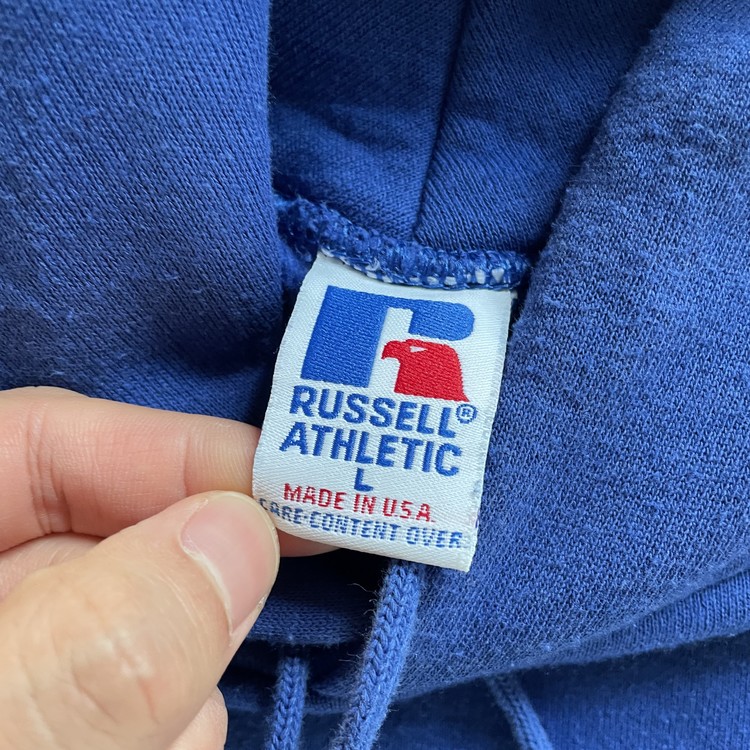 RUSSELL®
ATHLETIC
L
MADE IN U.S.A.
CARE-CONTENT OVER